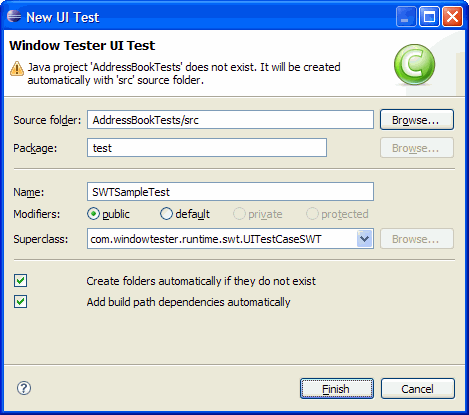 New UI Test
Window Tester UI Test
Java project 'AddressBookTests' does not exist. It will be created
automatically with 'src' source folder.
Source folder: AddressBookTests/src Browse...
Package: test Browse...
Name: SWTSampleTest
Modifiers: public default private protected
Superclass: com.windowtester.runtime.swt.UITestCaseSWT Browse...
Create folders automatically if they do not exist
Add build path dependencies automatically
? Finish Cancel